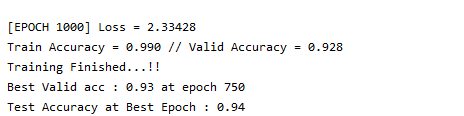 [EPOCH 1000] Loss = 2.33428
Train Accuracy = 0.990 // Valid Accuracy = 0.928
Training Finished...!!
Best Valid acc : 0.93 at epoch 750
Test Accuracy at Best Epoch : 0.94